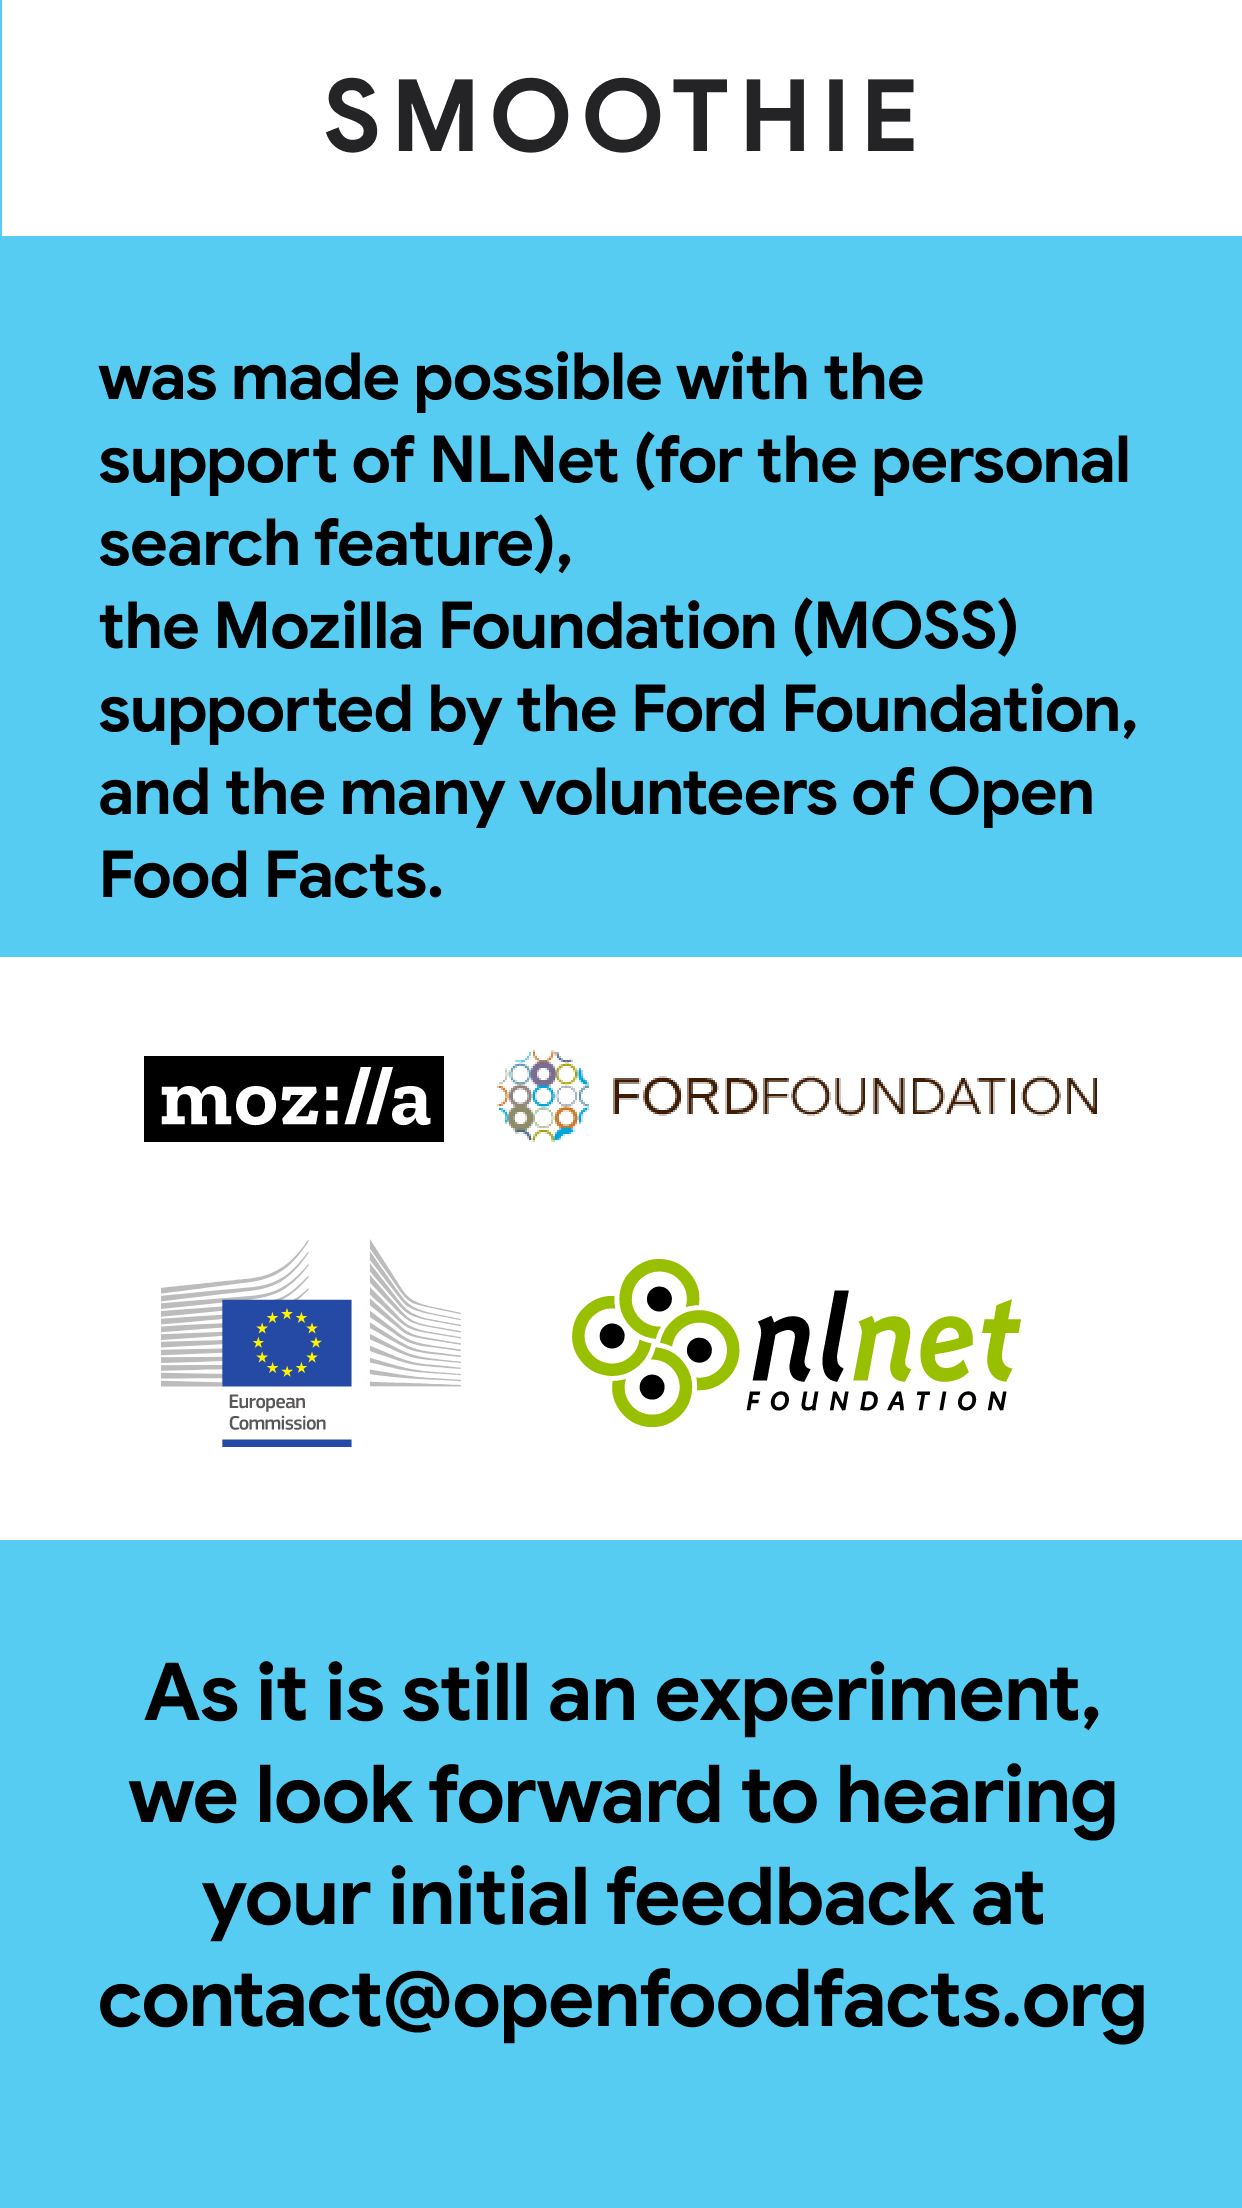 SMOOTHIE
was made possible with the
support of NLNet (for the personal
search feature),
the Mozilla Foundation (MOSS)
supported by the Ford Foundation,
and the many volunteers of Open
Food Facts.
moz://a
FORDFOUNDATION
European
Commission
nlnet
FOUNDATION
As it is still an experiment,
we look forward to hearing
your initial feedback at
contact@openfoodfacts.org